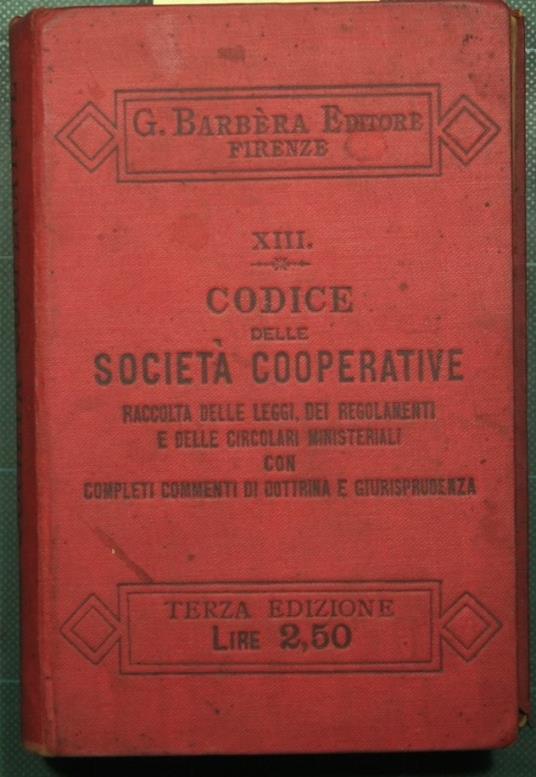 G. BARBÈRA EDITORE
FIRENZE
XIII.
CODICE
DELLE
SOCIETÀ COOPERATIVE
RACCOLTA DELLE LEGGI, DEI REGOLAMENTI
E DELLE CIRCOLARI MINISTERIALI
CON
COMPLETI COMMENTI DI DOTTRINA E GIURISPRUDENZA
TERZA EDIZIONE
LIRE 2,50